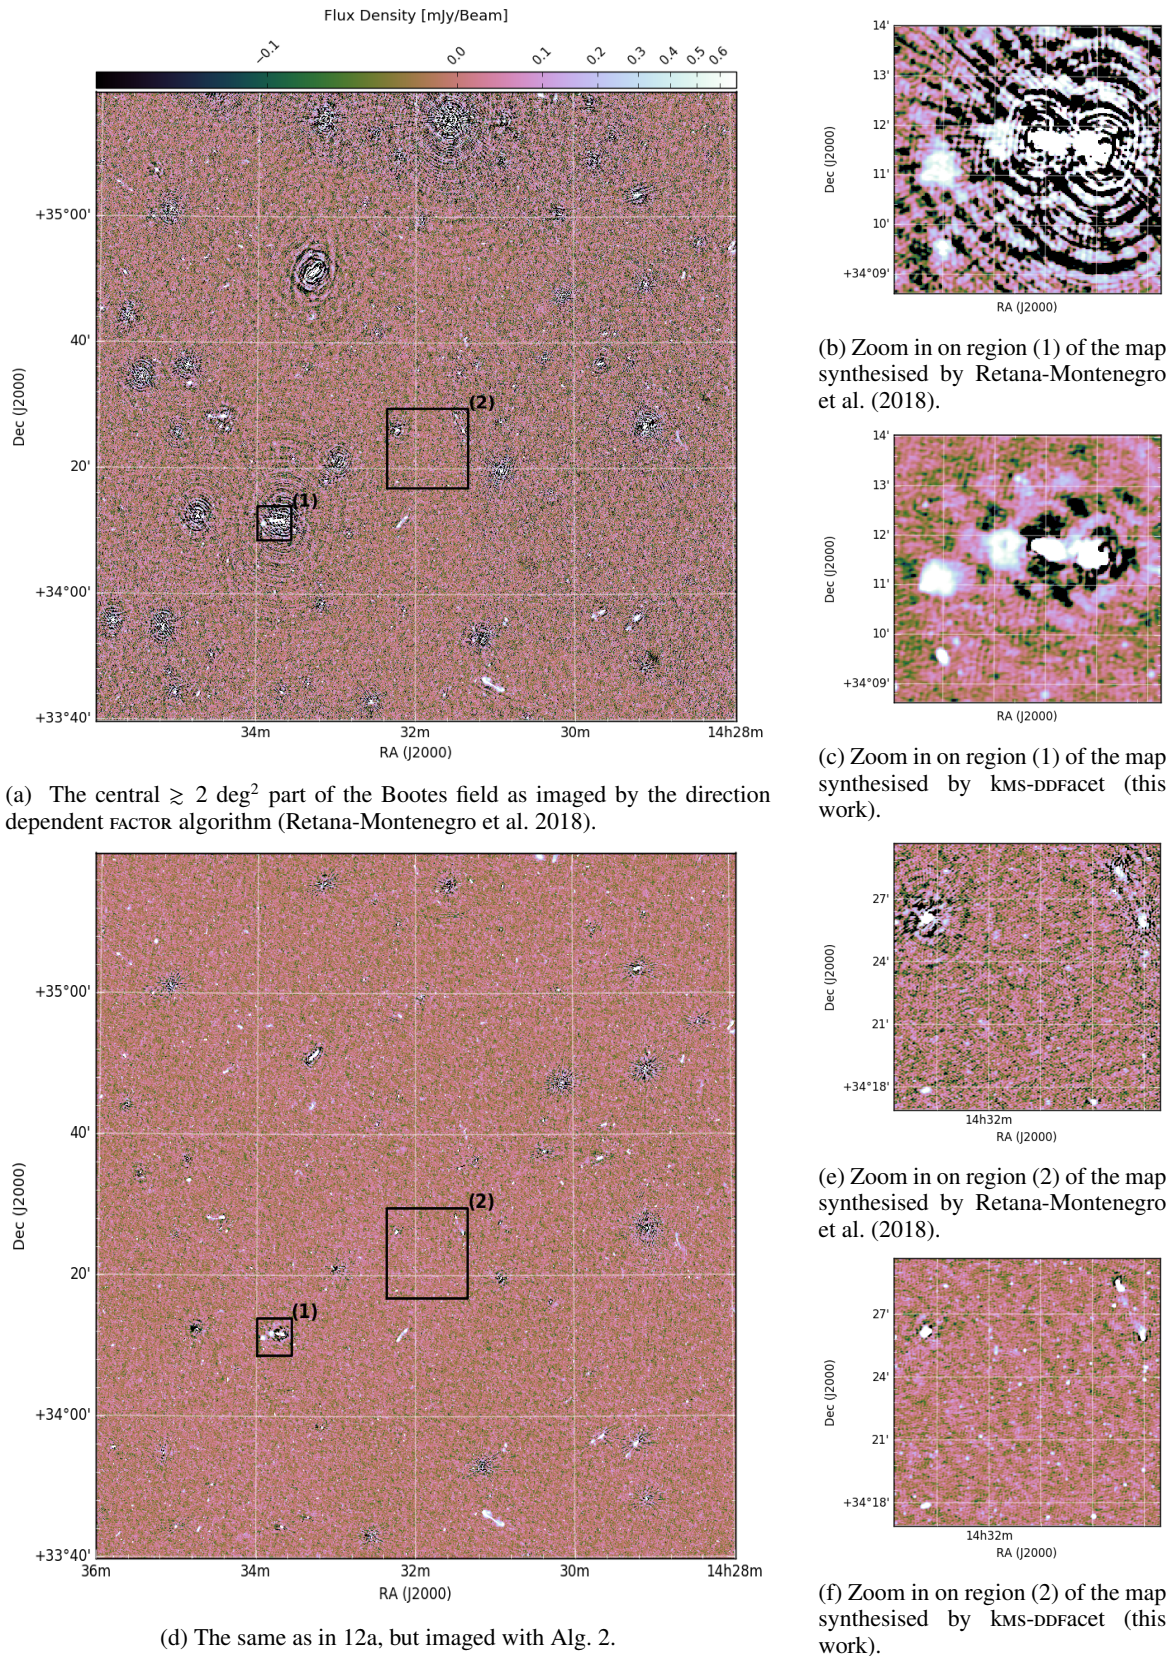 Flux Density [mJy/Beam]
−0.1
0.0
0.1
0.2
0.3
0.4
0.5
0.6
Dec (J2000)
+35°00'
40'
20'
+34°00'
+33°40'
(2)
(1)
34m
32m
30m
14h28m
RA (J2000)
(a) The central ≳ 2 deg² part of the Bootes field as imaged by the direction
dependent FACTOR algorithm (Retana-Montenegro et al. 2018).
Dec (J2000)
+35°00'
40'
20'
+34°00'
+33°40'
(2)
(1)
36m
34m
32m
30m
14h28m
RA (J2000)
(d) The same as in 12a, but imaged with Alg. 2.
14'
13'
12'
11'
10'
+34°09'
Dec (J2000)
RA (J2000)
(b) Zoom in on region (1) of the map
synthesised by Retana-Montenegro
et al. (2018).
14'
13'
12'
11'
10'
+34°09'
Dec (J2000)
RA (J2000)
(c) Zoom in on region (1) of the map
synthesised by kMS-DDFacet (this
work).
27'
24'
21'
+34°18'
Dec (J2000)
14h32m
RA (J2000)
(e) Zoom in on region (2) of the map
synthesised by Retana-Montenegro
et al. (2018).
27'
24'
21'
+34°18'
Dec (J2000)
14h32m
RA (J2000)
(f) Zoom in on region (2) of the map
synthesised by kMS-DDFacet (this
work).